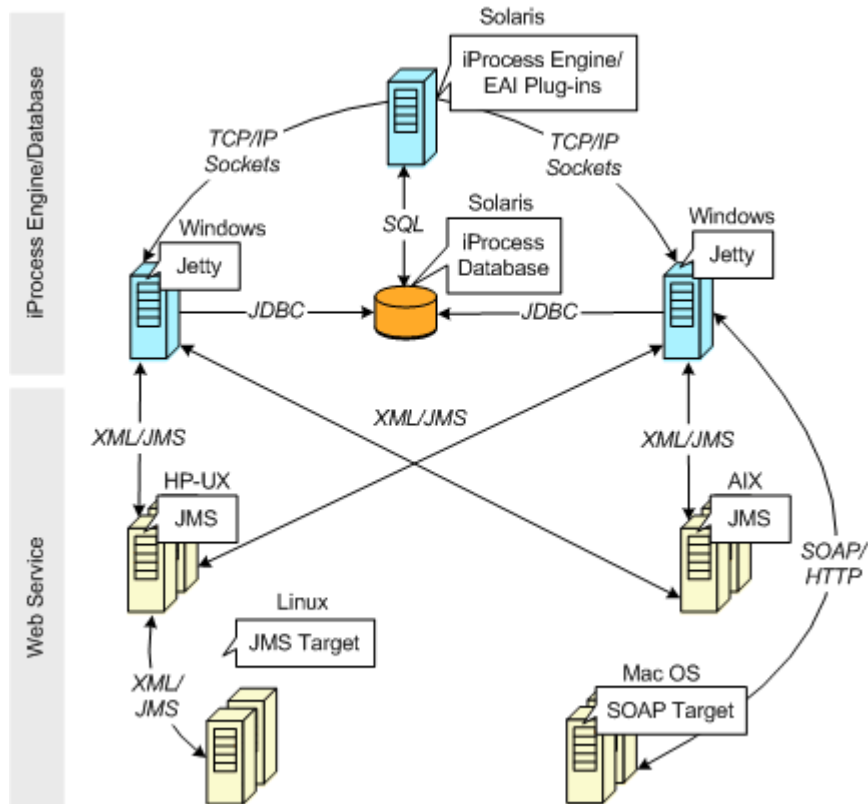 iProcess Engine/Database
Solaris
iProcess Engine/
EAI Plug-ins
TCP/IP
Sockets
TCP/IP
Sockets
Windows
Jetty
SQL
Solaris
iProcess
Database
Windows
Jetty
JDBC
JDBC
Web Service
XML/JMS
XML/JMS
XML/JMS
HP-UX
JMS
AIX
JMS
SOAP/
HTTP
Linux
JMS Target
XML/
JMS
Mac OS
SOAP Target